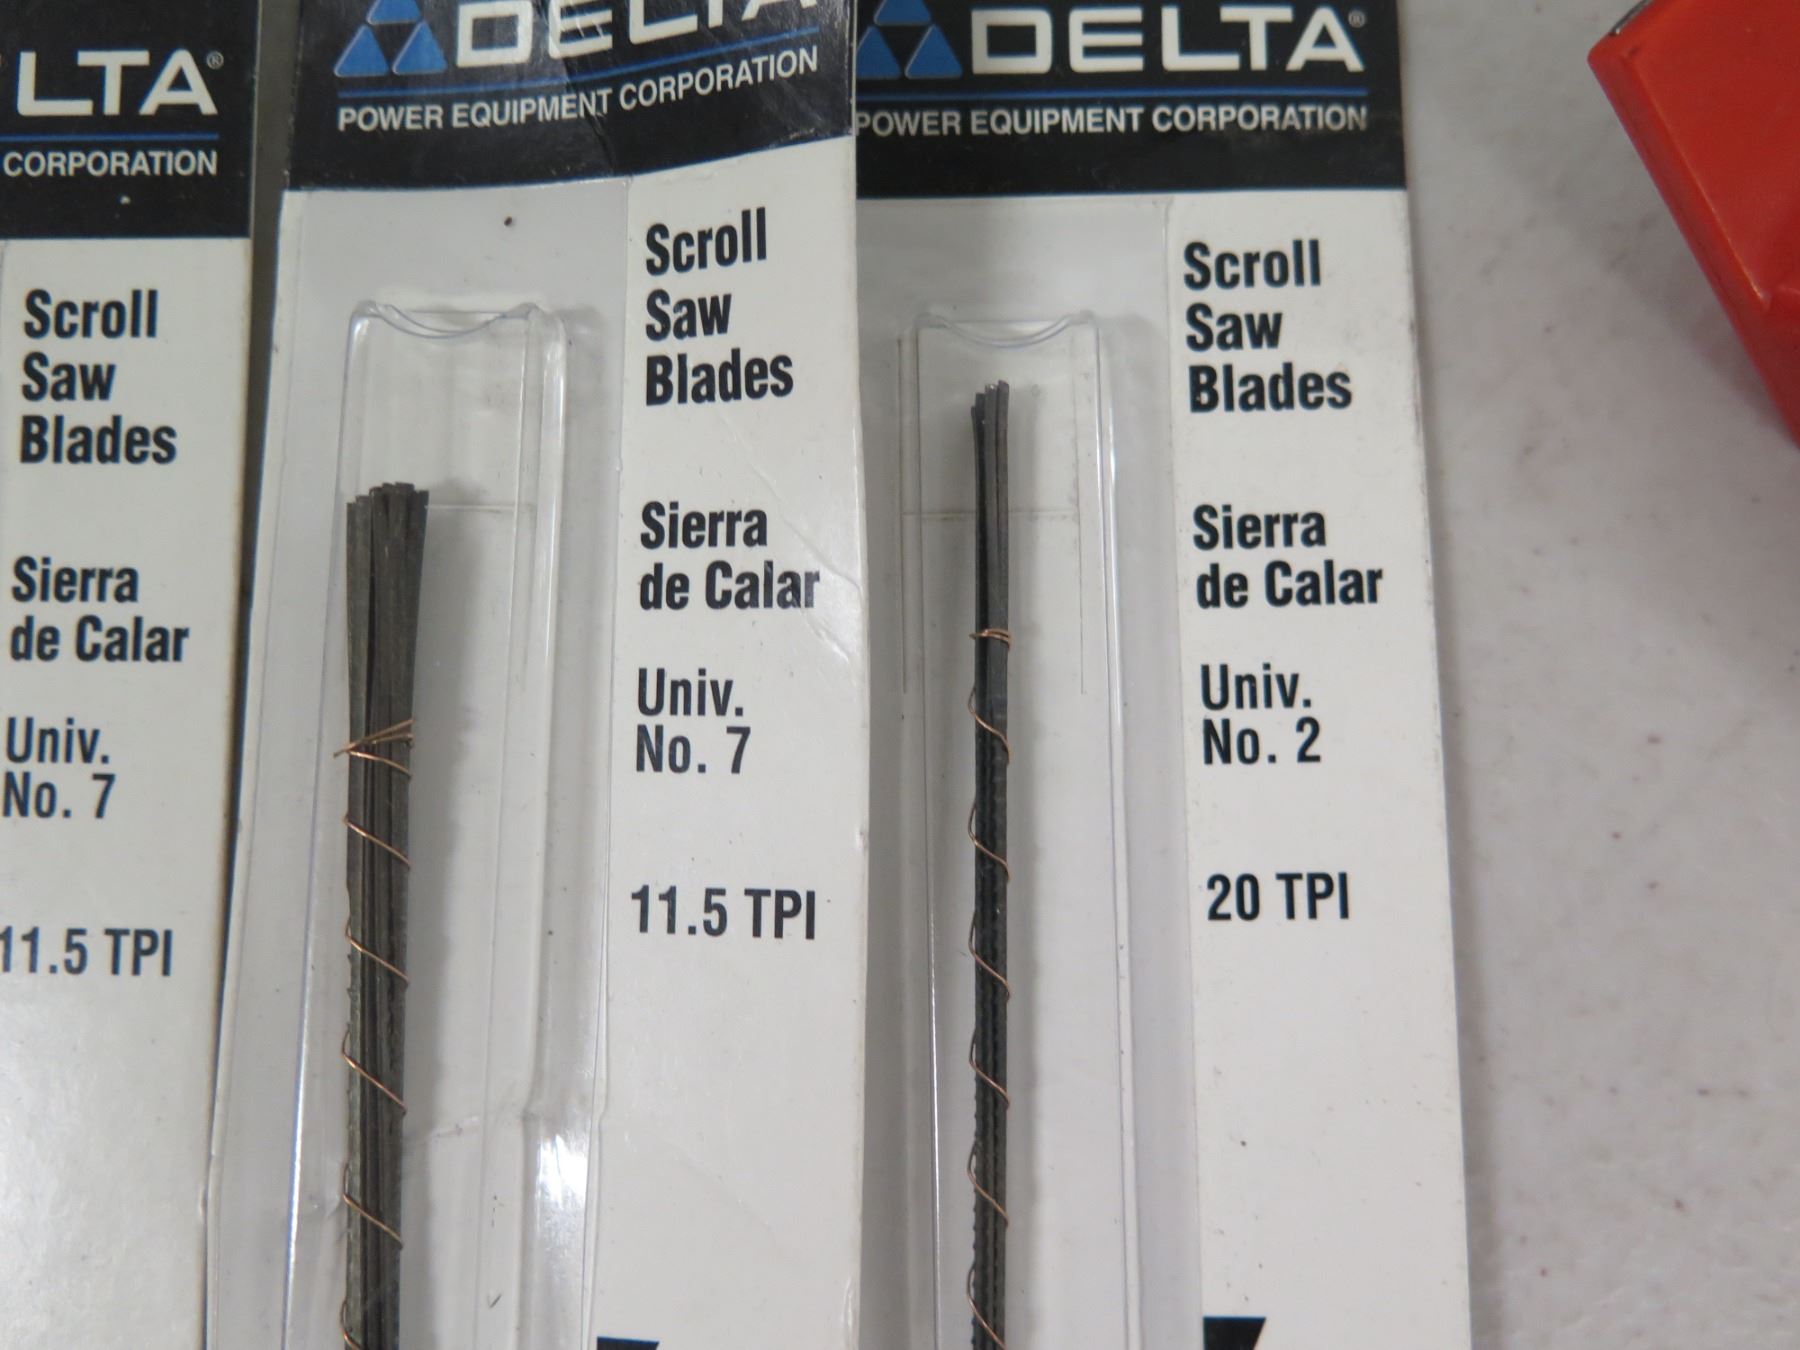 LTA®
CORPORATION
Scroll
Saw
Blades
Sierra
de Calar
Univ.
No. 7
11.5 TPI
DELTA
POWER EQUIPMENT CORPORATION
Scroll
Saw
Blades
Sierra
de Calar
Univ.
No. 7
11.5 TPI
DELTA®
POWER EQUIPMENT CORPORATION
Scroll
Saw
Blades
Sierra
de Calar
Univ.
No. 2
20 TPI